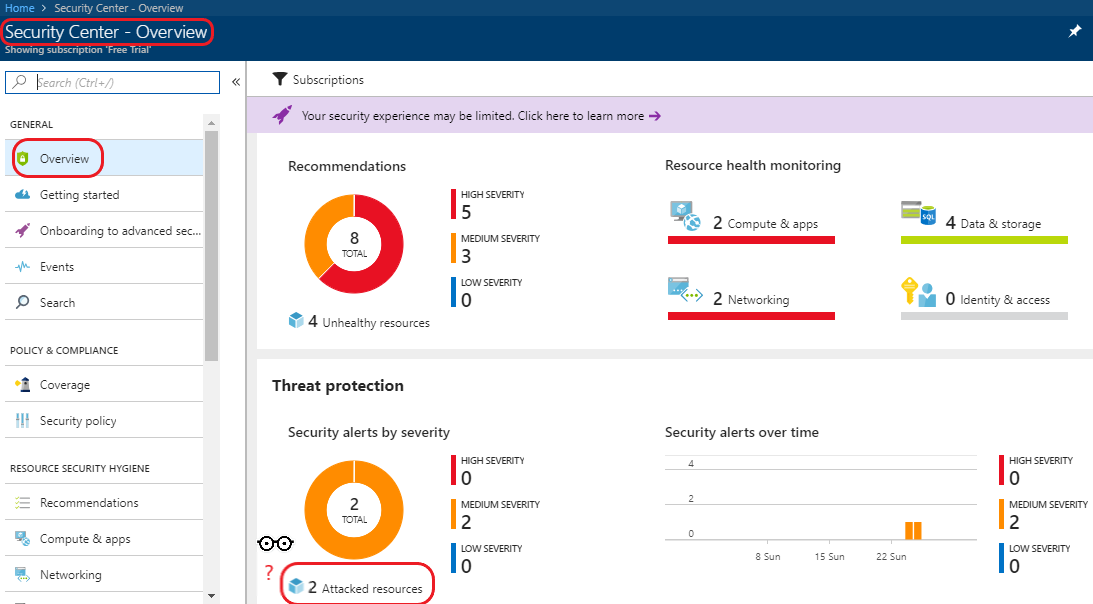 Home > Security Center - Overview
Security Center - Overview
Showing subscription 'Free Trial'
Search (Ctrl+/)
«
GENERAL
Overview
Getting started
Onboarding to advanced sec...
Events
Search
POLICY & COMPLIANCE
Coverage
Security policy
RESOURCE SECURITY HYGIENE
Recommendations
Compute & apps
Networking
Subscriptions
Your security experience may be limited. Click here to learn more →
Recommendations
8
TOTAL
HIGH SEVERITY
5
MEDIUM SEVERITY
3
LOW SEVERITY
0
4 Unhealthy resources
Resource health monitoring
2 Compute & apps
SQL
4 Data & storage
2 Networking
0 Identity & access
Threat protection
Security alerts by severity
2
TOTAL
HIGH SEVERITY
0
MEDIUM SEVERITY
2
LOW SEVERITY
0
?
2 Attacked resources
Security alerts over time
4
2
0
8 Sun 15 Sun 22 Sun
HIGH SEVERITY
0
MEDIUM SEVERITY
2
LOW SEVERITY
0